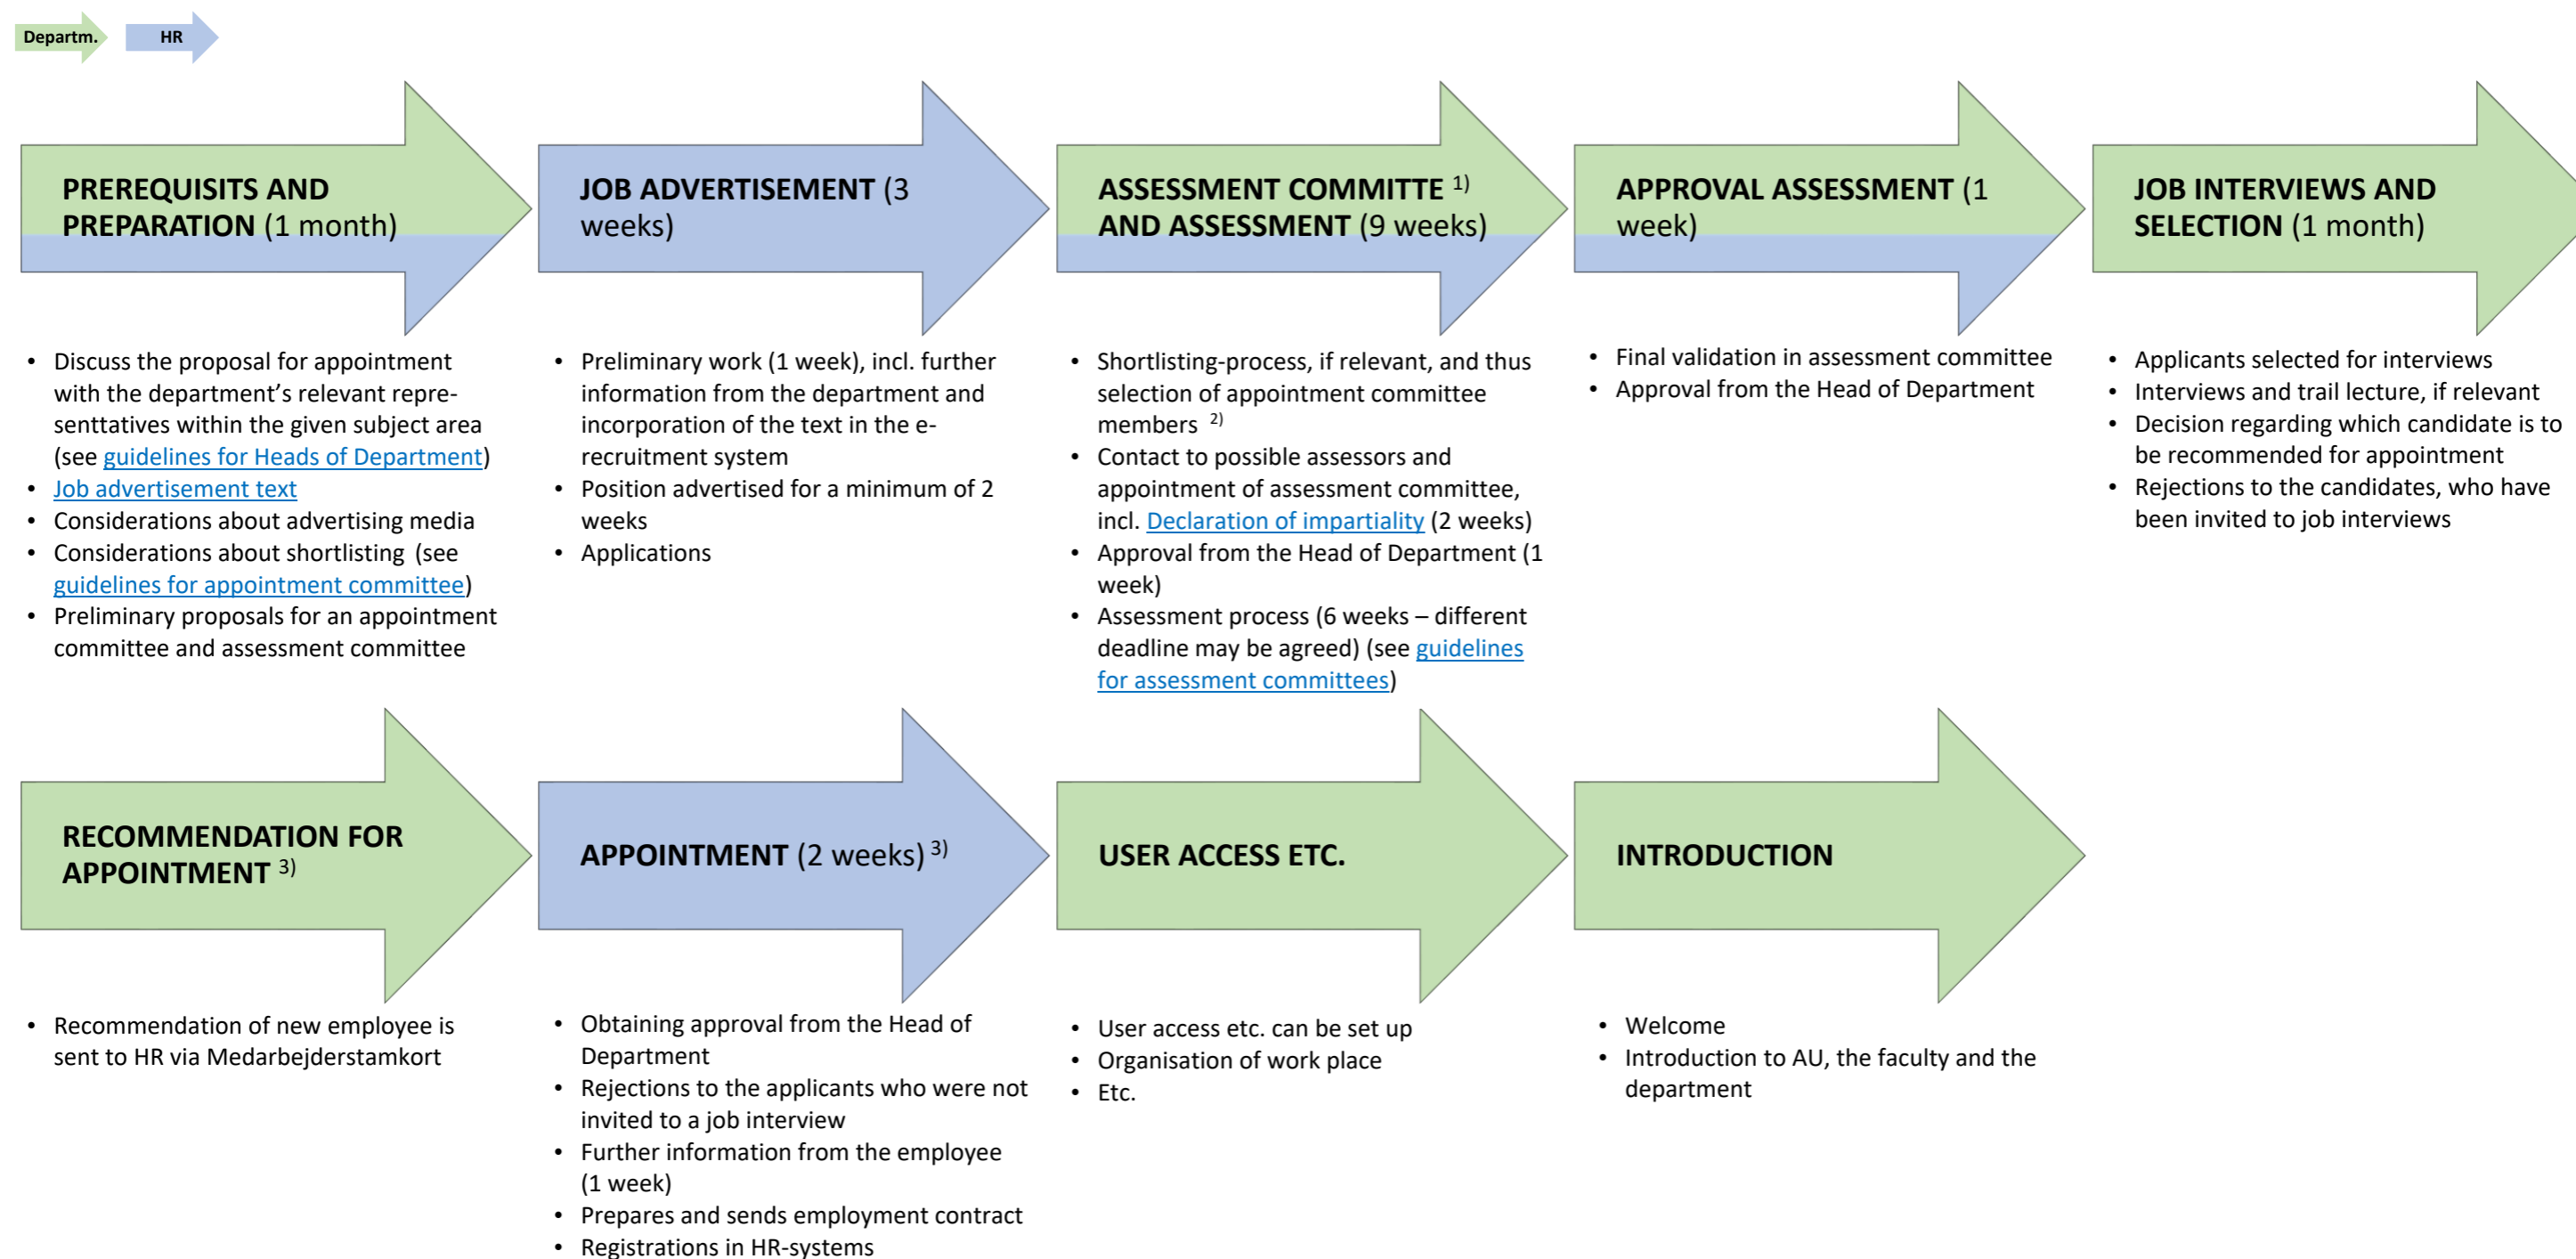 Departm.
HR
PREREQUISITS AND
PREPARATION (1 month)
• Discuss the proposal for appointment
with the department’s relevant repre-
senttatives within the given subject area
(see guidelines for Heads of Department)
• Job advertisement text
• Considerations about advertising media
• Considerations about shortlisting (see
guidelines for appointment committee)
• Preliminary proposals for an appointment
committee and assessment committee
JOB ADVERTISEMENT (3
weeks)
• Preliminary work (1 week), incl. further
information from the department and
incorporation of the text in the e-
recruitment system
• Position advertised for a minimum of 2
weeks
• Applications
ASSESSMENT COMMITTE 1)
AND ASSESSMENT (9 weeks)
• Shortlisting-process, if relevant, and thus
selection of appointment committee
members 2)
• Contact to possible assessors and
appointment of assessment committee,
incl. Declaration of impartiality (2 weeks)
• Approval from the Head of Department (1
week)
• Assessment process (6 weeks – different
deadline may be agreed) (see guidelines
for assessment committees)
APPROVAL ASSESSMENT (1
week)
• Final validation in assessment committee
• Approval from the Head of Department
JOB INTERVIEWS AND
SELECTION (1 month)
• Applicants selected for interviews
• Interviews and trail lecture, if relevant
• Decision regarding which candidate is to
be recommended for appointment
• Rejections to the candidates, who have
been invited to job interviews
RECOMMENDATION FOR
APPOINTMENT 3)
• Recommendation of new employee is
sent to HR via Medarbejderstamkort
APPOINTMENT (2 weeks) 3)
• Obtaining approval from the Head of
Department
• Rejections to the applicants who were not
invited to a job interview
• Further information from the employee
(1 week)
• Prepares and sends employment contract
• Registrations in HR-systems
USER ACCESS ETC.
• User access etc. can be set up
• Organisation of work place
• Etc.
INTRODUCTION
• Welcome
• Introduction to AU, the faculty and the
department